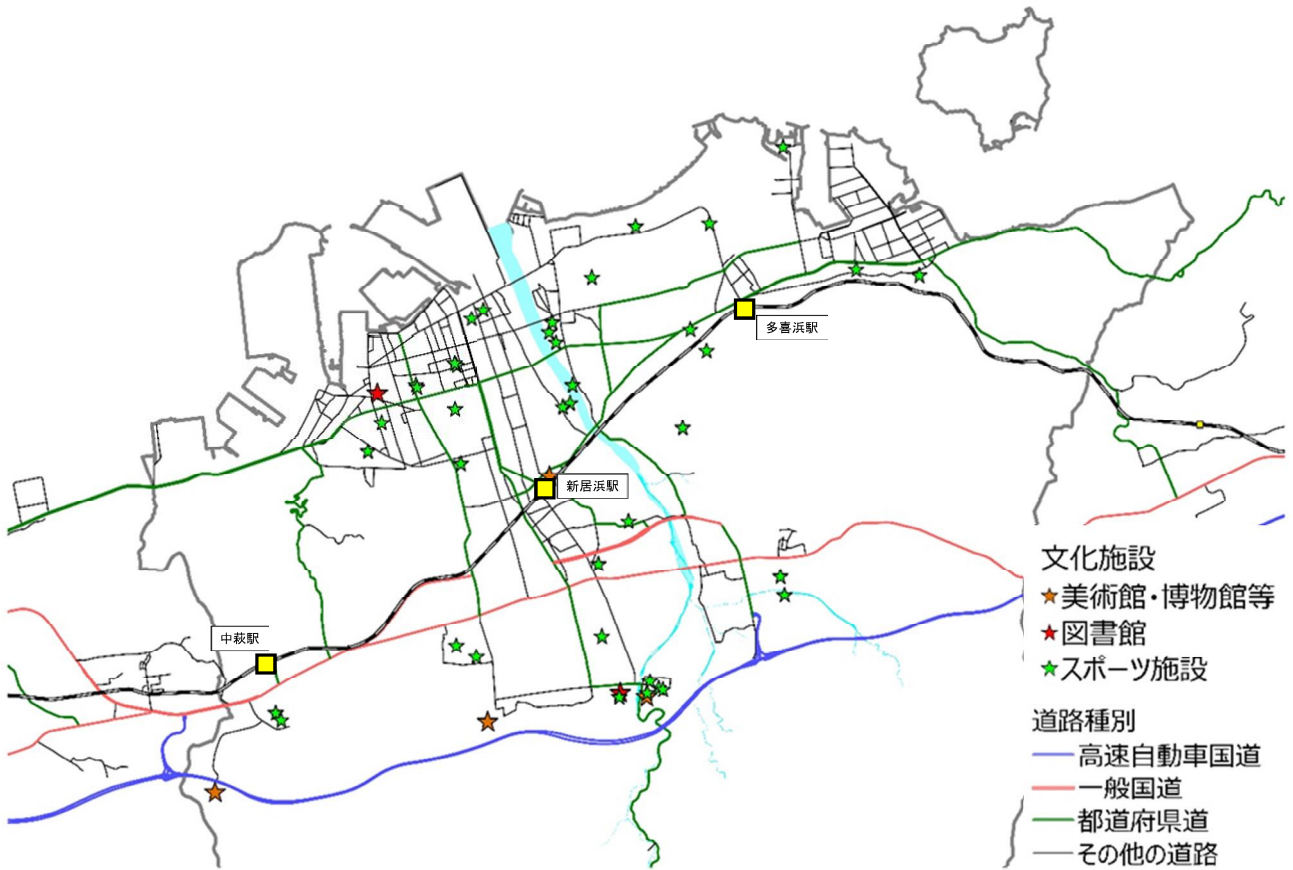 多喜浜駅
新居浜駅
中萩駅
文化施設
美術館・博物館等
図書館
スポーツ施設
道路種別
高速自動車国道
一般国道
都道府県道
その他の道路